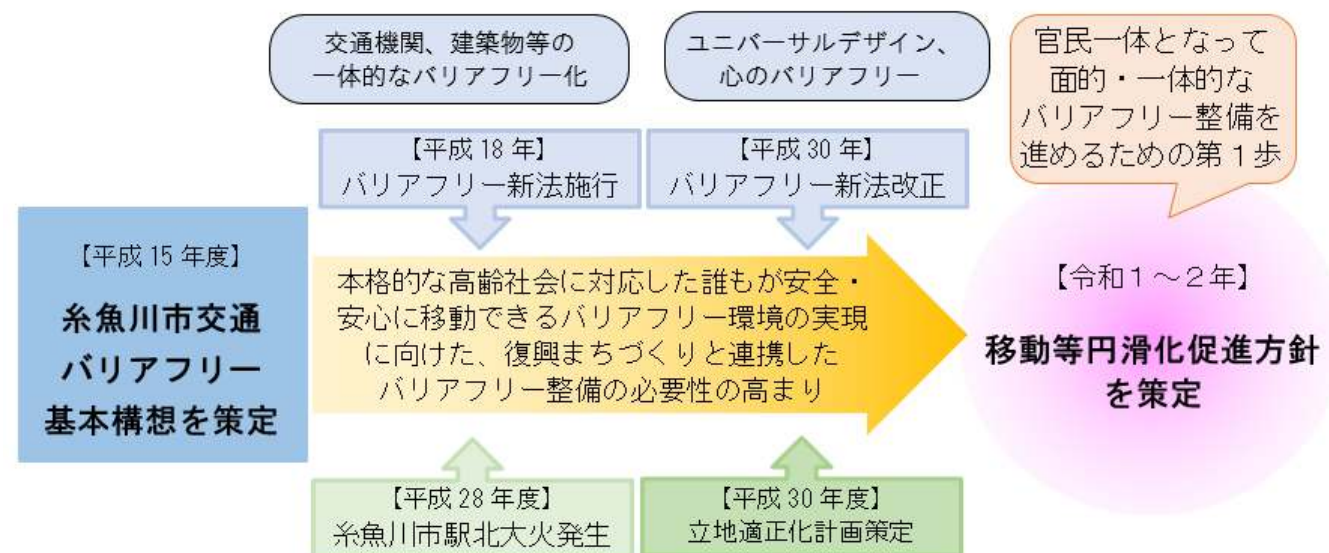 交通機関、建築物等の
一体的なバリアフリー化
ユニバーサルデザイン、
心のバリアフリー
官民一体となって
面的・一体的な
バリアフリー整備を
進めるための第１歩
【平成 18 年】
バリアフリー新法施行
【平成 30 年】
バリアフリー新法改正
【平成 15 年度】
糸魚川市交通
バリアフリー
基本構想を策定
本格的な高齢社会に対応した誰もが安全・
安心に移動できるバリアフリー環境の実現
に向けた、復興まちづくりと連携した
バリアフリー整備の必要性の高まり
【令和１～２年】
移動等円滑化促進方針
を策定
【平成 28 年度】
糸魚川市駅北大火発生
【平成 30 年度】
立地適正化計画策定